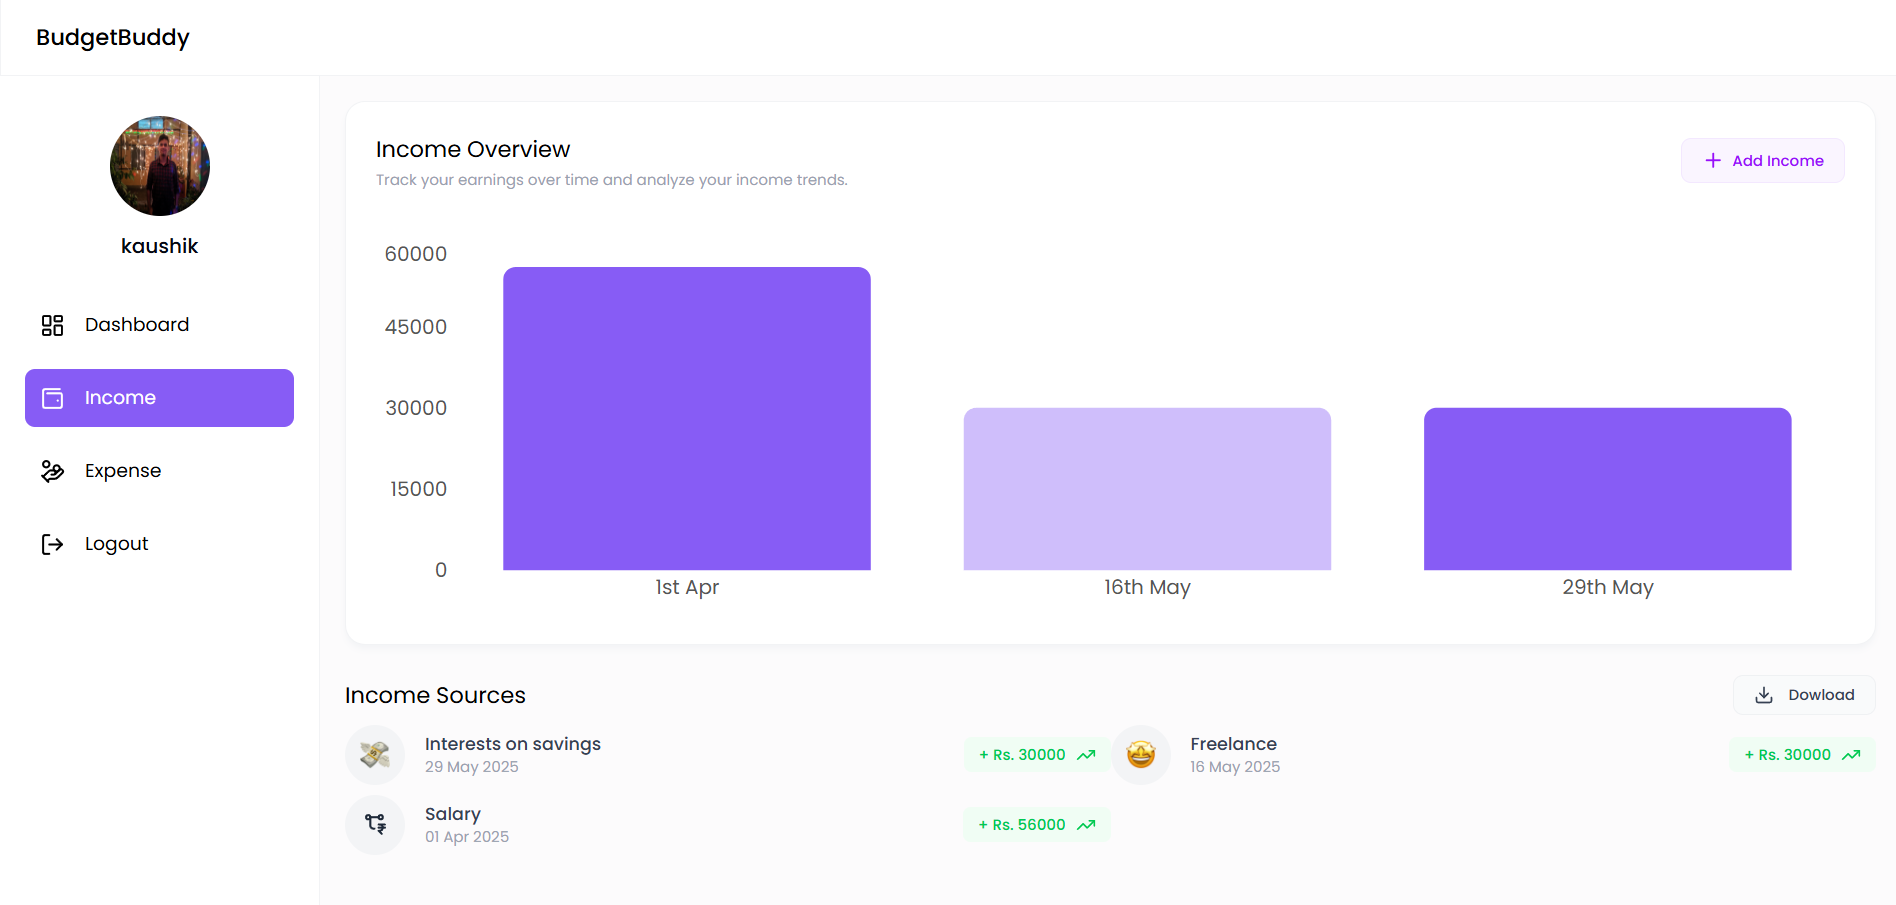 BudgetBuddy
kaushik
Dashboard
Income
Expense
Logout
Income Overview
Track your earnings over time and analyze your income trends.
Add Income
60000
45000
30000
15000
0
1st Apr
16th May
29th May
Income Sources
Dowload
Interests on savings
29 May 2025
+ Rs. 30000
Freelance
16 May 2025
+ Rs. 30000
Salary
01 Apr 2025
+ Rs. 56000